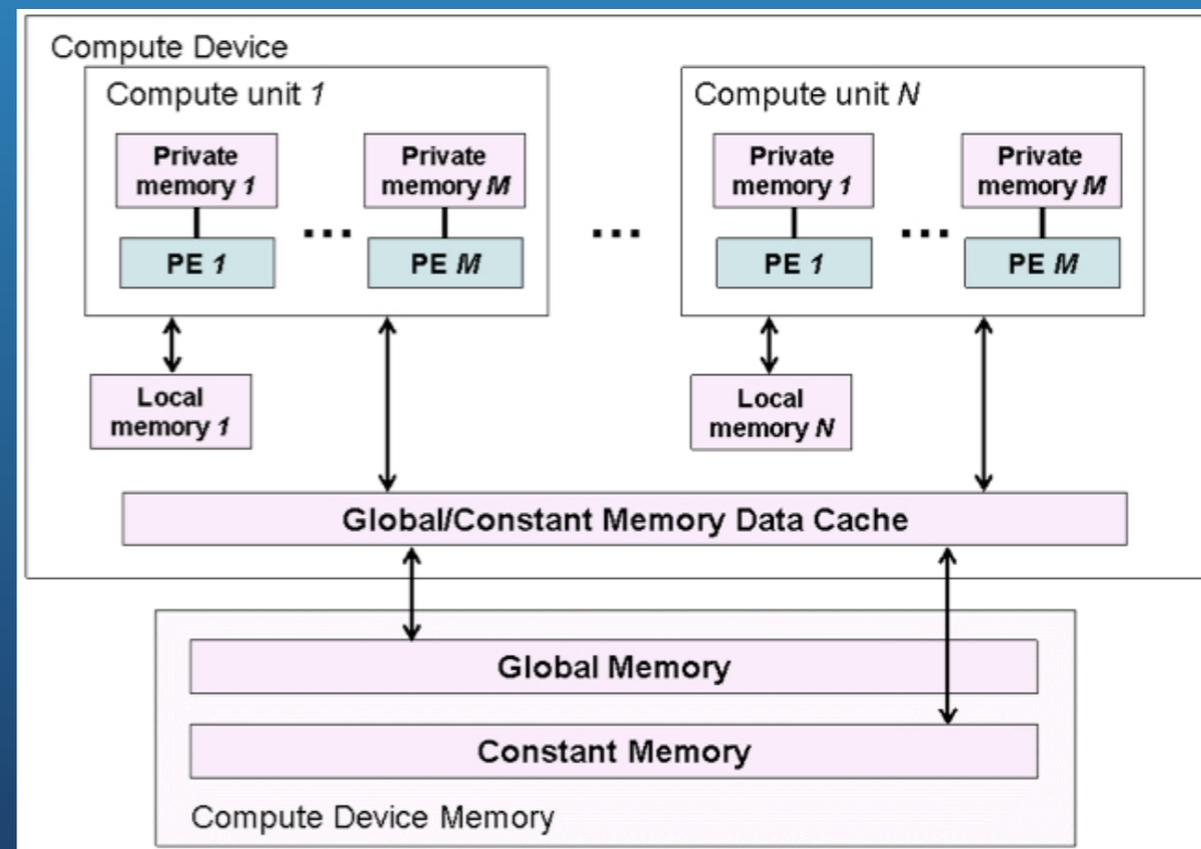 Compute Device
Compute unit 1
Private
memory 1
Private
memory M
PE 1
...
PE M
...
Compute unit N
Private
memory 1
Private
memory M
PE 1
...
PE M
Local
memory 1
Local
memory N
Global/Constant Memory Data Cache
Global Memory
Constant Memory
Compute Device Memory